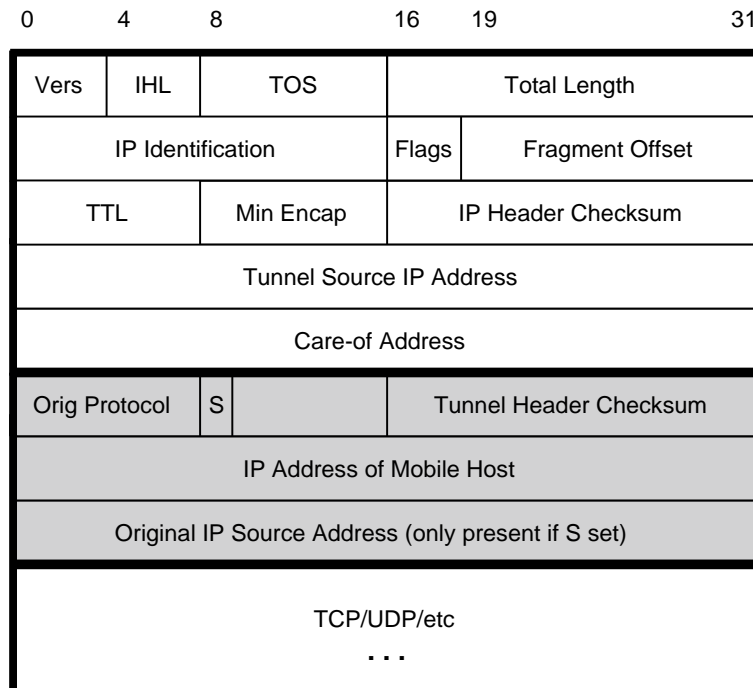 0 4 8 16 19 31
Vers IHL TOS Total Length
IP Identification Flags Fragment Offset
TTL Min Encap IP Header Checksum
Tunnel Source IP Address
Care-of Address
Orig Protocol S Tunnel Header Checksum
IP Address of Mobile Host
Original IP Source Address (only present if S set)
TCP/UDP/etc
. . .